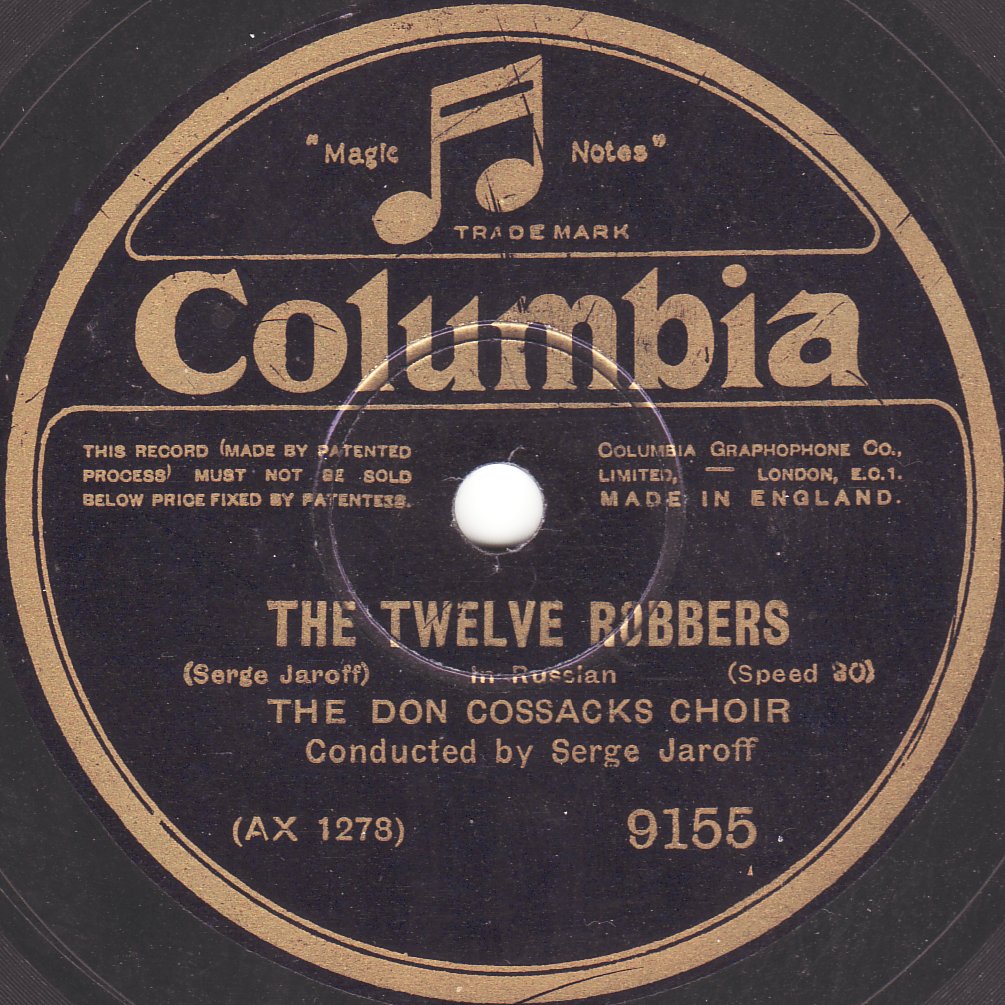 "Magic Notes"
TRADE MARK
Columbia
THIS RECORD (MADE BY PATENTED
PROCESS) MUST NOT BE SOLD
BELOW PRICE FIXED BY PATENTEES.
COLUMBIA GRAPHOPHONE CO.,
LIMITED, — LONDON, E.C.1.
MADE IN ENGLAND.
THE TWELVE ROBBERS
(Serge Jaroff) In Russian (Speed 80)
THE DON COSSACKS CHOIR
Conducted by Serge Jaroff
(AX 1278) 9155